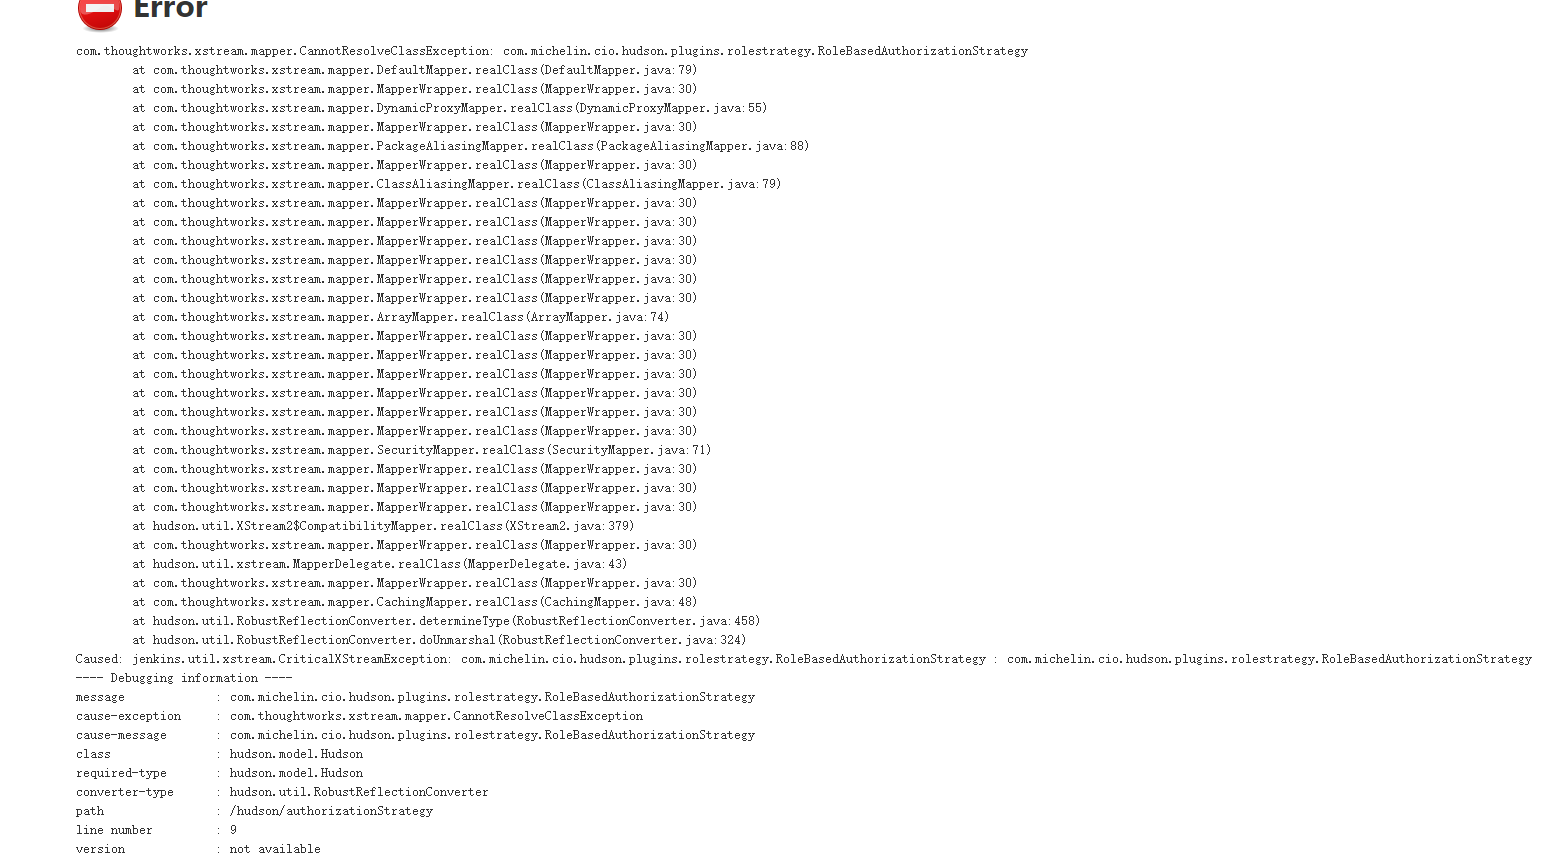 Error
com.thoughtworks.xstream.mapper.CannotResolveClassException: com.michelin.cio.hudson.plugins.rolestrategy.RoleBasedAuthorizationStrategy
at com.thoughtworks.xstream.mapper.DefaultMapper.realClass(DefaultMapper.java:79)
at com.thoughtworks.xstream.mapper.MapperWrapper.realClass(MapperWrapper.java:30)
at com.thoughtworks.xstream.mapper.DynamicProxyMapper.realClass(DynamicProxyMapper.java:55)
at com.thoughtworks.xstream.mapper.MapperWrapper.realClass(MapperWrapper.java:30)
at com.thoughtworks.xstream.mapper.PackageAliasingMapper.realClass(PackageAliasingMapper.java:88)
at com.thoughtworks.xstream.mapper.MapperWrapper.realClass(MapperWrapper.java:30)
at com.thoughtworks.xstream.mapper.ClassAliasingMapper.realClass(ClassAliasingMapper.java:79)
at com.thoughtworks.xstream.mapper.MapperWrapper.realClass(MapperWrapper.java:30)
at com.thoughtworks.xstream.mapper.MapperWrapper.realClass(MapperWrapper.java:30)
at com.thoughtworks.xstream.mapper.MapperWrapper.realClass(MapperWrapper.java:30)
at com.thoughtworks.xstream.mapper.MapperWrapper.realClass(MapperWrapper.java:30)
at com.thoughtworks.xstream.mapper.MapperWrapper.realClass(MapperWrapper.java:30)
at com.thoughtworks.xstream.mapper.MapperWrapper.realClass(MapperWrapper.java:30)
at com.thoughtworks.xstream.mapper.ArrayMapper.realClass(ArrayMapper.java:74)
at com.thoughtworks.xstream.mapper.MapperWrapper.realClass(MapperWrapper.java:30)
at com.thoughtworks.xstream.mapper.MapperWrapper.realClass(MapperWrapper.java:30)
at com.thoughtworks.xstream.mapper.MapperWrapper.realClass(MapperWrapper.java:30)
at com.thoughtworks.xstream.mapper.MapperWrapper.realClass(MapperWrapper.java:30)
at com.thoughtworks.xstream.mapper.MapperWrapper.realClass(MapperWrapper.java:30)
at com.thoughtworks.xstream.mapper.MapperWrapper.realClass(MapperWrapper.java:30)
at com.thoughtworks.xstream.mapper.SecurityMapper.realClass(SecurityMapper.java:71)
at com.thoughtworks.xstream.mapper.MapperWrapper.realClass(MapperWrapper.java:30)
at com.thoughtworks.xstream.mapper.MapperWrapper.realClass(MapperWrapper.java:30)
at com.thoughtworks.xstream.mapper.MapperWrapper.realClass(MapperWrapper.java:30)
at hudson.util.XStream2$CompatibilityMapper.realClass(XStream2.java:379)
at com.thoughtworks.xstream.mapper.MapperWrapper.realClass(MapperWrapper.java:30)
at hudson.util.xstream.MapperDelegate.realClass(MapperDelegate.java:43)
at com.thoughtworks.xstream.mapper.MapperWrapper.realClass(MapperWrapper.java:30)
at com.thoughtworks.xstream.mapper.CachingMapper.realClass(CachingMapper.java:48)
at hudson.util.RobustReflectionConverter.determineType(RobustReflectionConverter.java:458)
at hudson.util.RobustReflectionConverter.doUnmarshal(RobustReflectionConverter.java:324)
Caused: jenkins.util.xstream.CriticalXStreamException: com.michelin.cio.hudson.plugins.rolestrategy.RoleBasedAuthorizationStrategy : com.michelin.cio.hudson.plugins.rolestrategy.RoleBasedAuthorizationStrategy
---- Debugging information ----
message : com.michelin.cio.hudson.plugins.rolestrategy.RoleBasedAuthorizationStrategy
cause-exception : com.thoughtworks.xstream.mapper.CannotResolveClassException
cause-message : com.michelin.cio.hudson.plugins.rolestrategy.RoleBasedAuthorizationStrategy
class : hudson.model.Hudson
required-type : hudson.model.Hudson
converter-type : hudson.util.RobustReflectionConverter
path : /hudson/authorizationStrategy
line number : 9
version : not available